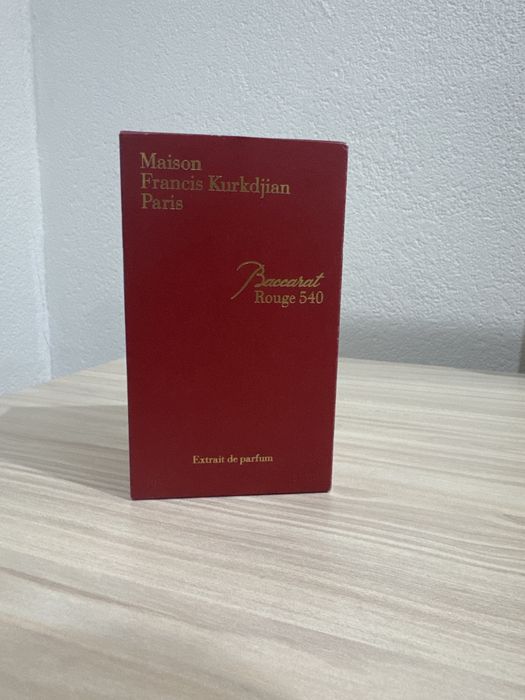 Maison
Francis Kurkdjian
Paris
Baccarat
Rouge 540
Extrait de parfum